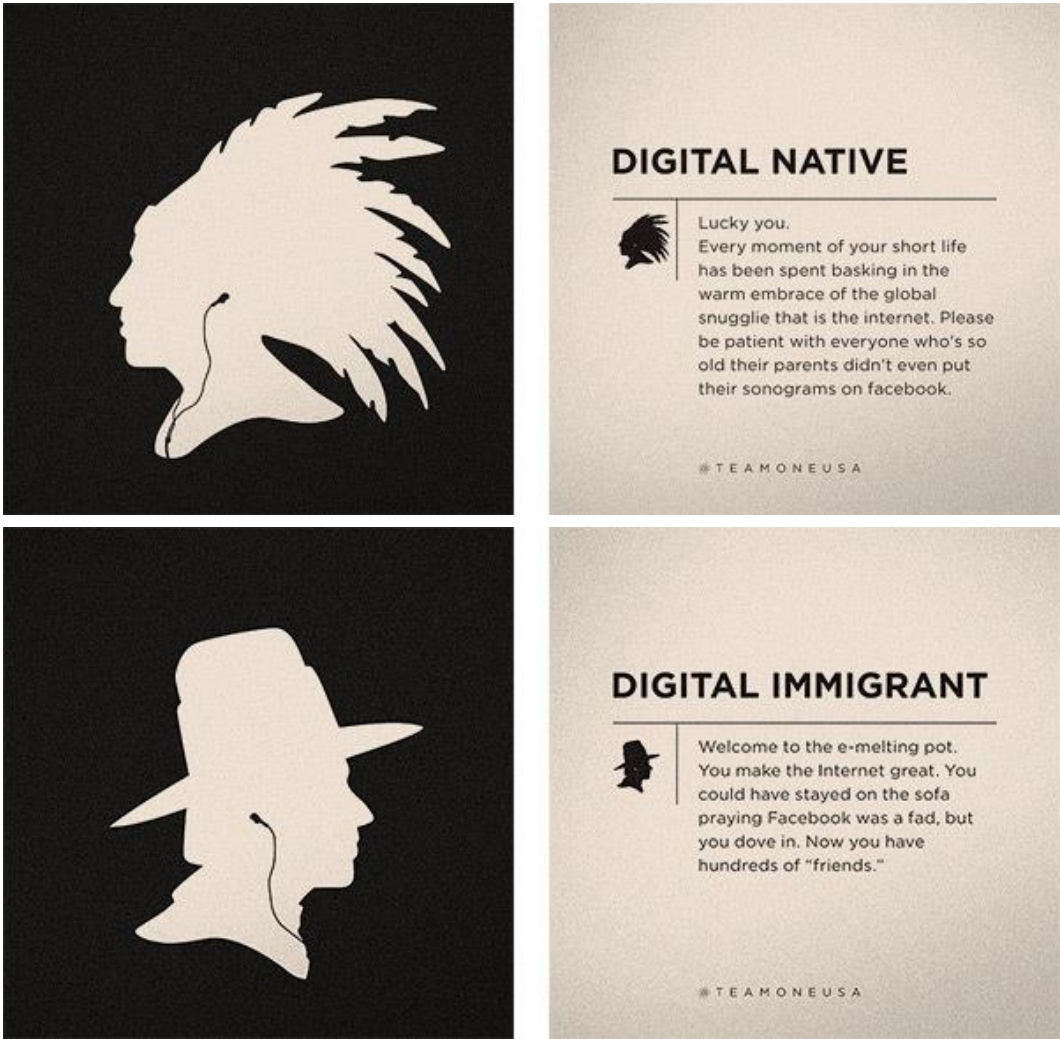 DIGITAL NATIVE
Lucky you.
Every moment of your short life
has been spent basking in the
warm embrace of the global
snugglie that is the internet. Please
be patient with everyone who's so
old their parents didn't even put
their sonograms on facebook.
@TEAMONEUSA
DIGITAL IMMIGRANT
Welcome to the e-melting pot.
You make the Internet great. You
could have stayed on the sofa
praying Facebook was a fad, but
you dove in. Now you have
hundreds of “friends.”
@TEAMONEUSA